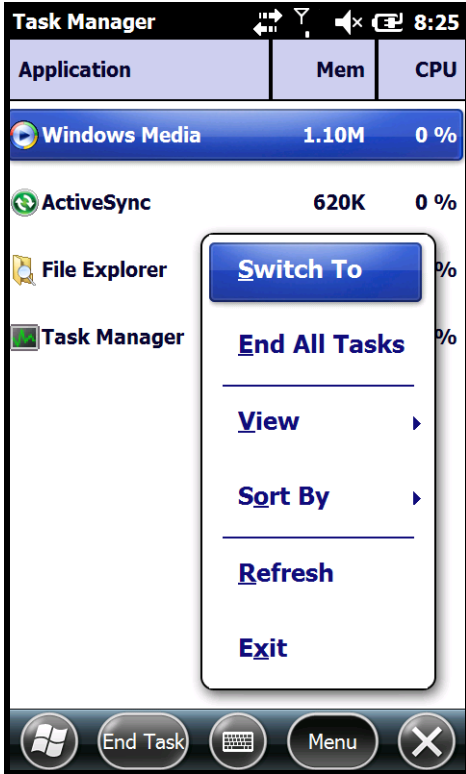 Task Manager 8:25
Application Mem CPU
Windows Media 1.10M 0 %
ActiveSync 620K 0 %
File Explorer %
Task Manager %
Switch To
End All Tasks
View
Sort By
Refresh
Exit
End Task Menu